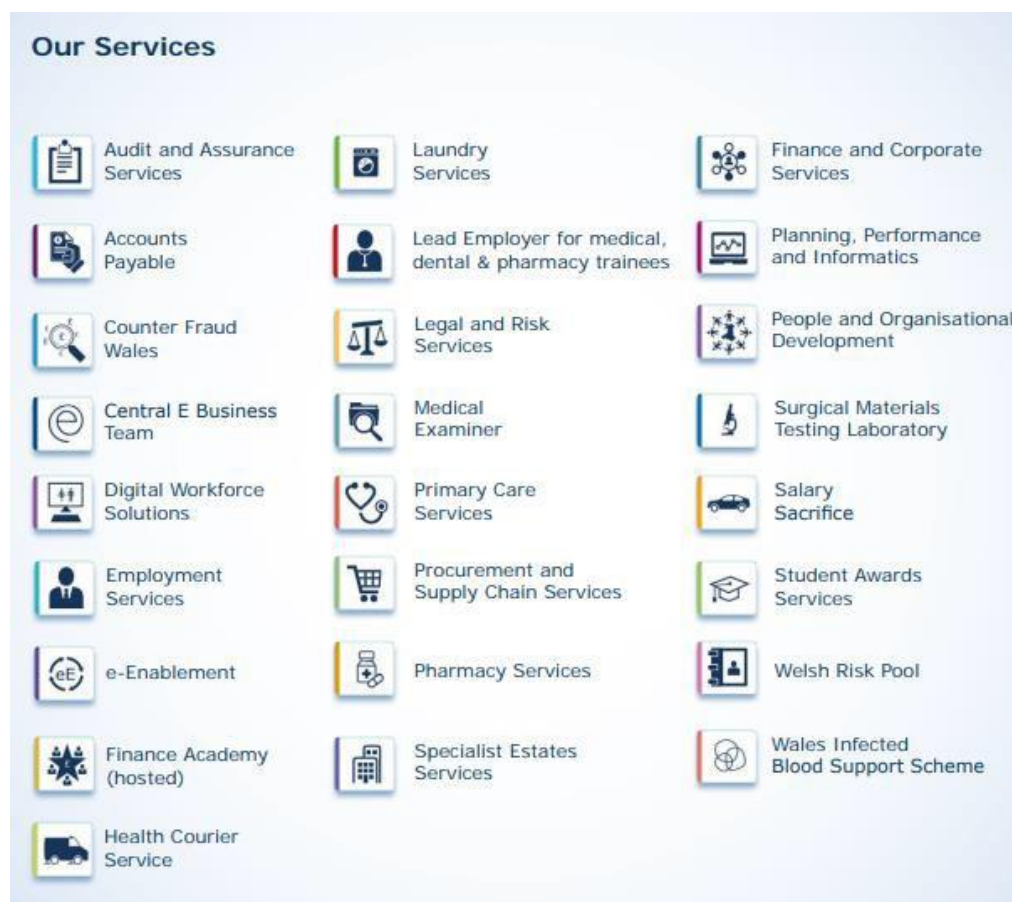 Our Services
Audit and Assurance
Services
Accounts
Payable
Counter Fraud
Wales
Central E Business
Team
Digital Workforce
Solutions
Employment
Services
eE
e-Enablement
Finance Academy
(hosted)
Health Courier
Service
Laundry
Services
Lead Employer for medical,
dental & pharmacy trainees
Legal and Risk
Services
Medical
Examiner
Primary Care
Services
Procurement and
Supply Chain Services
Pharmacy Services
Specialist Estates
Services
Finance and Corporate
Services
Planning, Performance
and Informatics
People and Organisational
Development
Surgical Materials
Testing Laboratory
Salary
Sacrifice
Student Awards
Services
Welsh Risk Pool
Wales Infected
Blood Support Scheme